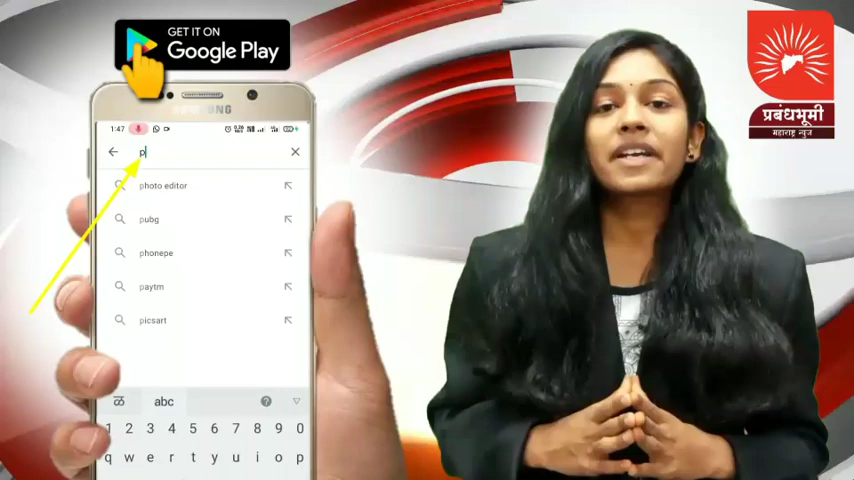 GET IT ON
Google Play
प्रबंधभूमी
महाराष्ट्र न्यूज
SAMSUNG
1:47
p
photo editor
pubg
phonepe
paytm
picsart
abc
1 2 3 4 5 6 7 8 9 0
q w e r t y u i o p